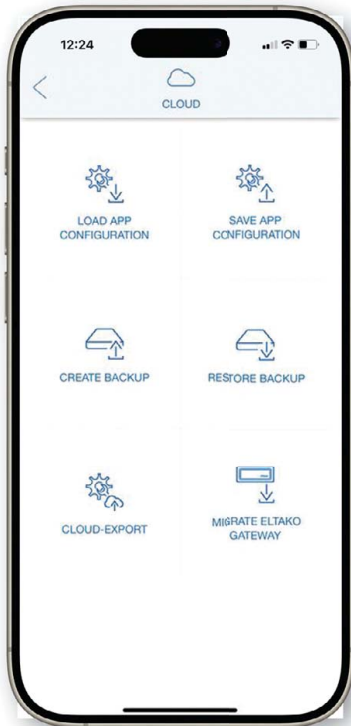 12:24
CLOUD
LOAD APP
CONFIGURATION
SAVE APP
CONFIGURATION
CREATE BACKUP
RESTORE BACKUP
CLOUD-EXPORT
MIGRATE ELTAKO
GATEWAY